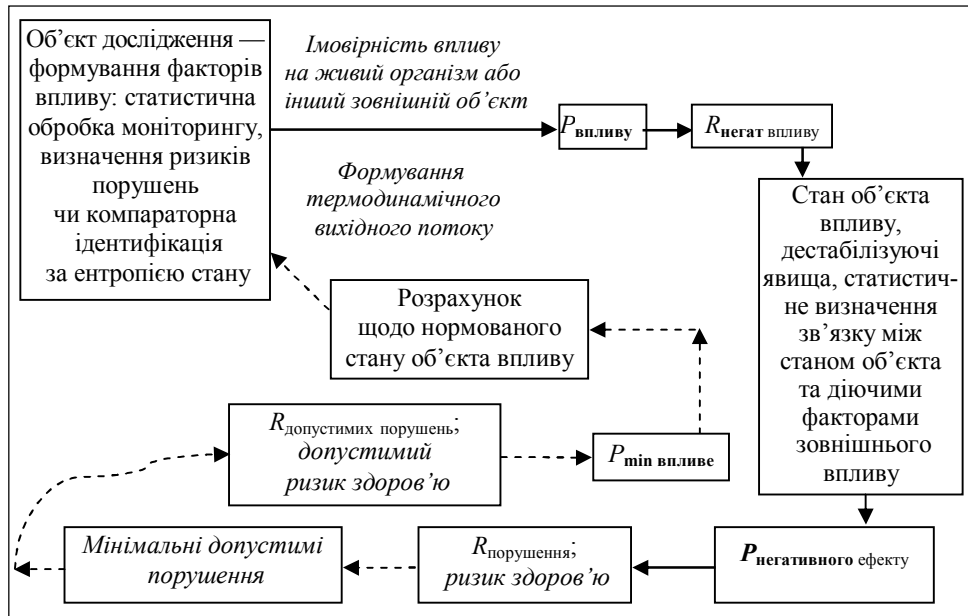 Об’єкт дослідження —
формування факторів
впливу: статистична
обробка моніторингу,
визначення ризиків
порушень
чи компараторна
ідентифікація
за ентропією стану
Імовірність впливу
на живий організм або
інший зовнішній об’єкт
Формування
термодинамічного
вихідного потоку
Pвпливу
Rнегат впливу
Стан об’єкта
впливу,
дестабілізуючі
явища, статистич-
не визначення
зв’язку між
станом об’єкта
та діючими
факторами
зовнішнього
впливу
Розрахунок
щодо нормованого
стану об’єкта впливу
Rдопустимих порушень;
допустимий
ризик здоров’ю
Pmin впливе
Мінімальні допустимі
порушення
Rпорушення;
ризик здоров’ю
Pнегативного ефекту